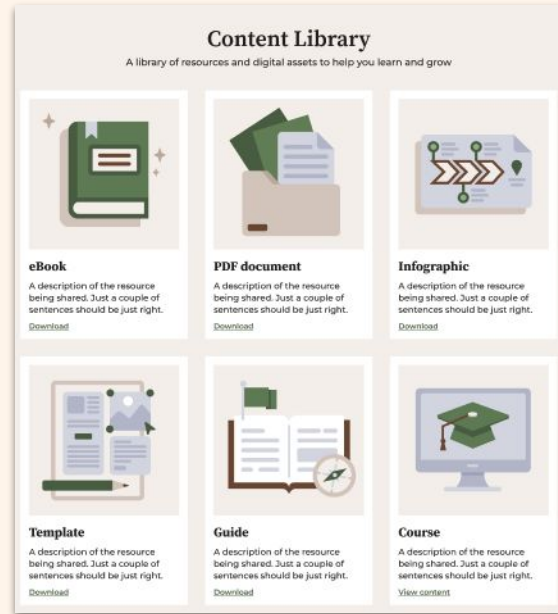 Content Library
A library of resources and digital assets to help you learn and grow
eBook
A description of the resource
being shared. Just a couple of
sentences should be just right.
Download
PDF document
A description of the resource
being shared. Just a couple of
sentences should be just right.
Download
Infographic
A description of the resource
being shared. Just a couple of
sentences should be just right.
Download
Template
A description of the resource
being shared. Just a couple of
sentences should be just right.
Download
Guide
A description of the resource
being shared. Just a couple of
sentences should be just right.
Download
Course
A description of the resource
being shared. Just a couple of
sentences should be just right.
View content